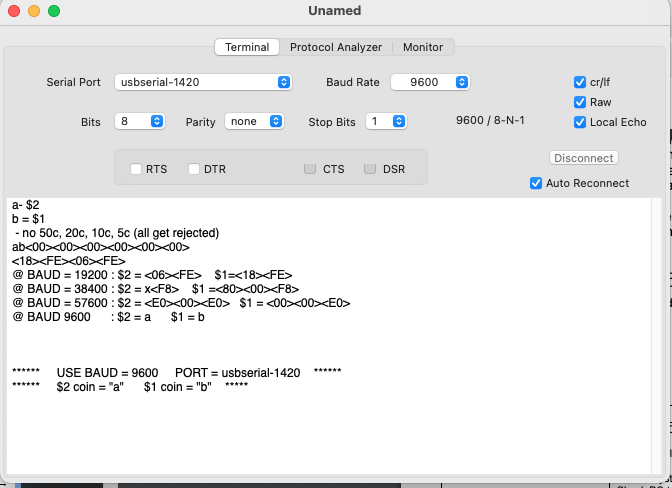 Unamed
Terminal Protocol Analyzer Monitor
Serial Port usbserial-1420 Baud Rate 9600 cr/lf
Raw
Bits 8 Parity none Stop Bits 1 9600 / 8-N-1 Local Echo
Disconnect
RTS DTR CTS DSR
Auto Reconnect
a- $2
b = $1
- no 50c, 20c, 10c, 5c (all get rejected)
ab<00><00><00><00><00><00>
<18><FE><06><FE>
@ BAUD = 19200 : $2 = <06><FE> $1=<18><FE>
@ BAUD = 38400 : $2 = x<F8> $1 =<80><00><F8>
@ BAUD = 57600 : $2 = <E0><00><E0> $1 = <00><00><E0>
@ BAUD 9600 : $2 = a $1 = b
****** USE BAUD = 9600 PORT = usbserial-1420 ******
****** $2 coin = "a" $1 coin = "b" *****